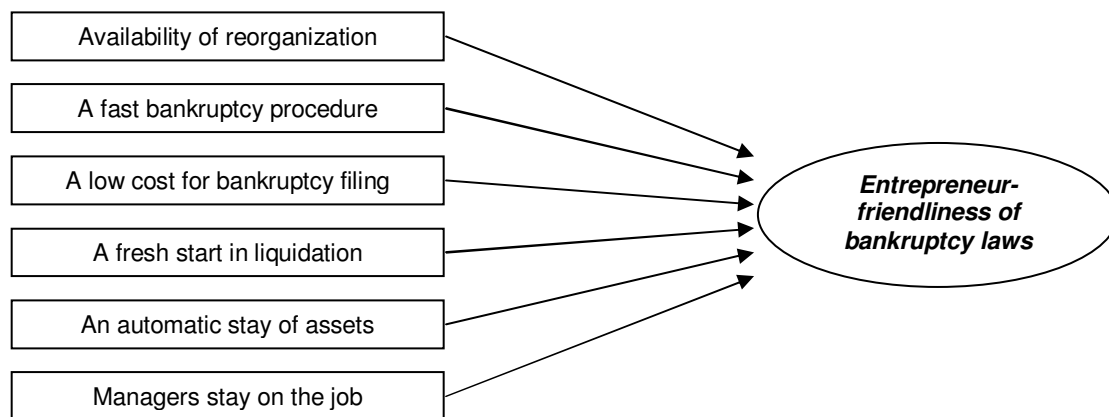 Availability of reorganization
A fast bankruptcy procedure
A low cost for bankruptcy filing
A fresh start in liquidation
An automatic stay of assets
Managers stay on the job
Entrepreneur-
friendliness of
bankruptcy laws